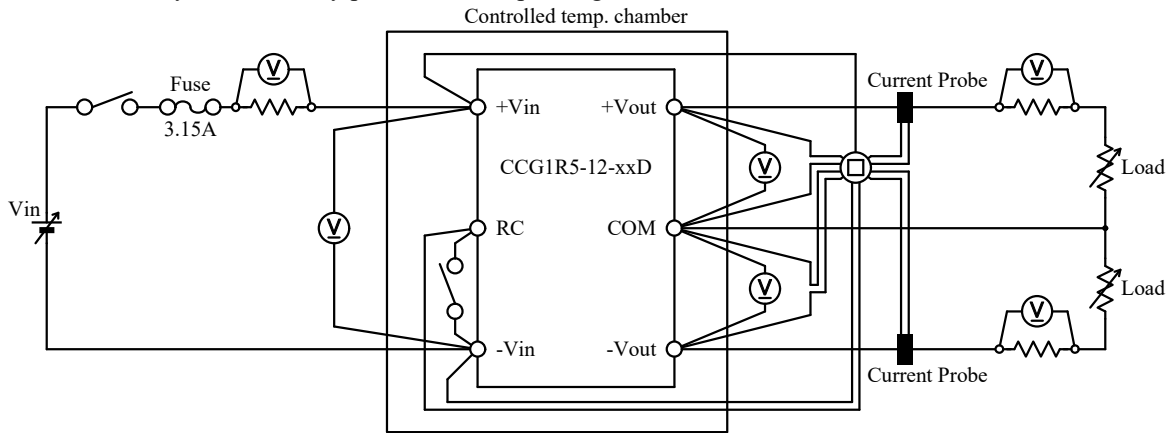 Controlled temp. chamber
Fuse
3.15A
V
Current Probe
V
+Vin
+Vout
CCG1R5-12-xxD
V
Load
Vin
V
RC
COM
V
Load
V
-Vin
-Vout
Current Probe